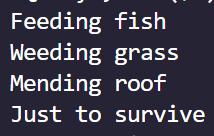 Feeding fish
Weeding grass
Mending roof
Just to survive